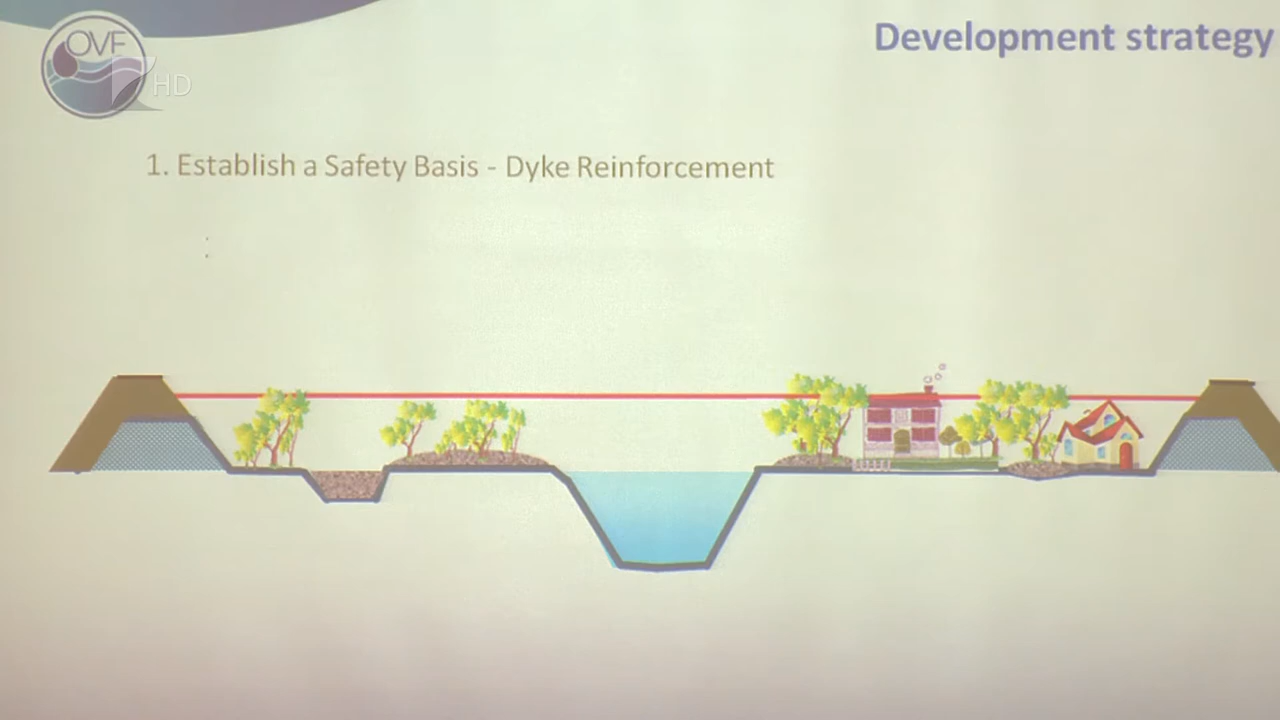 OVF
HD
Development strategy
1. Establish a Safety Basis - Dyke Reinforcement